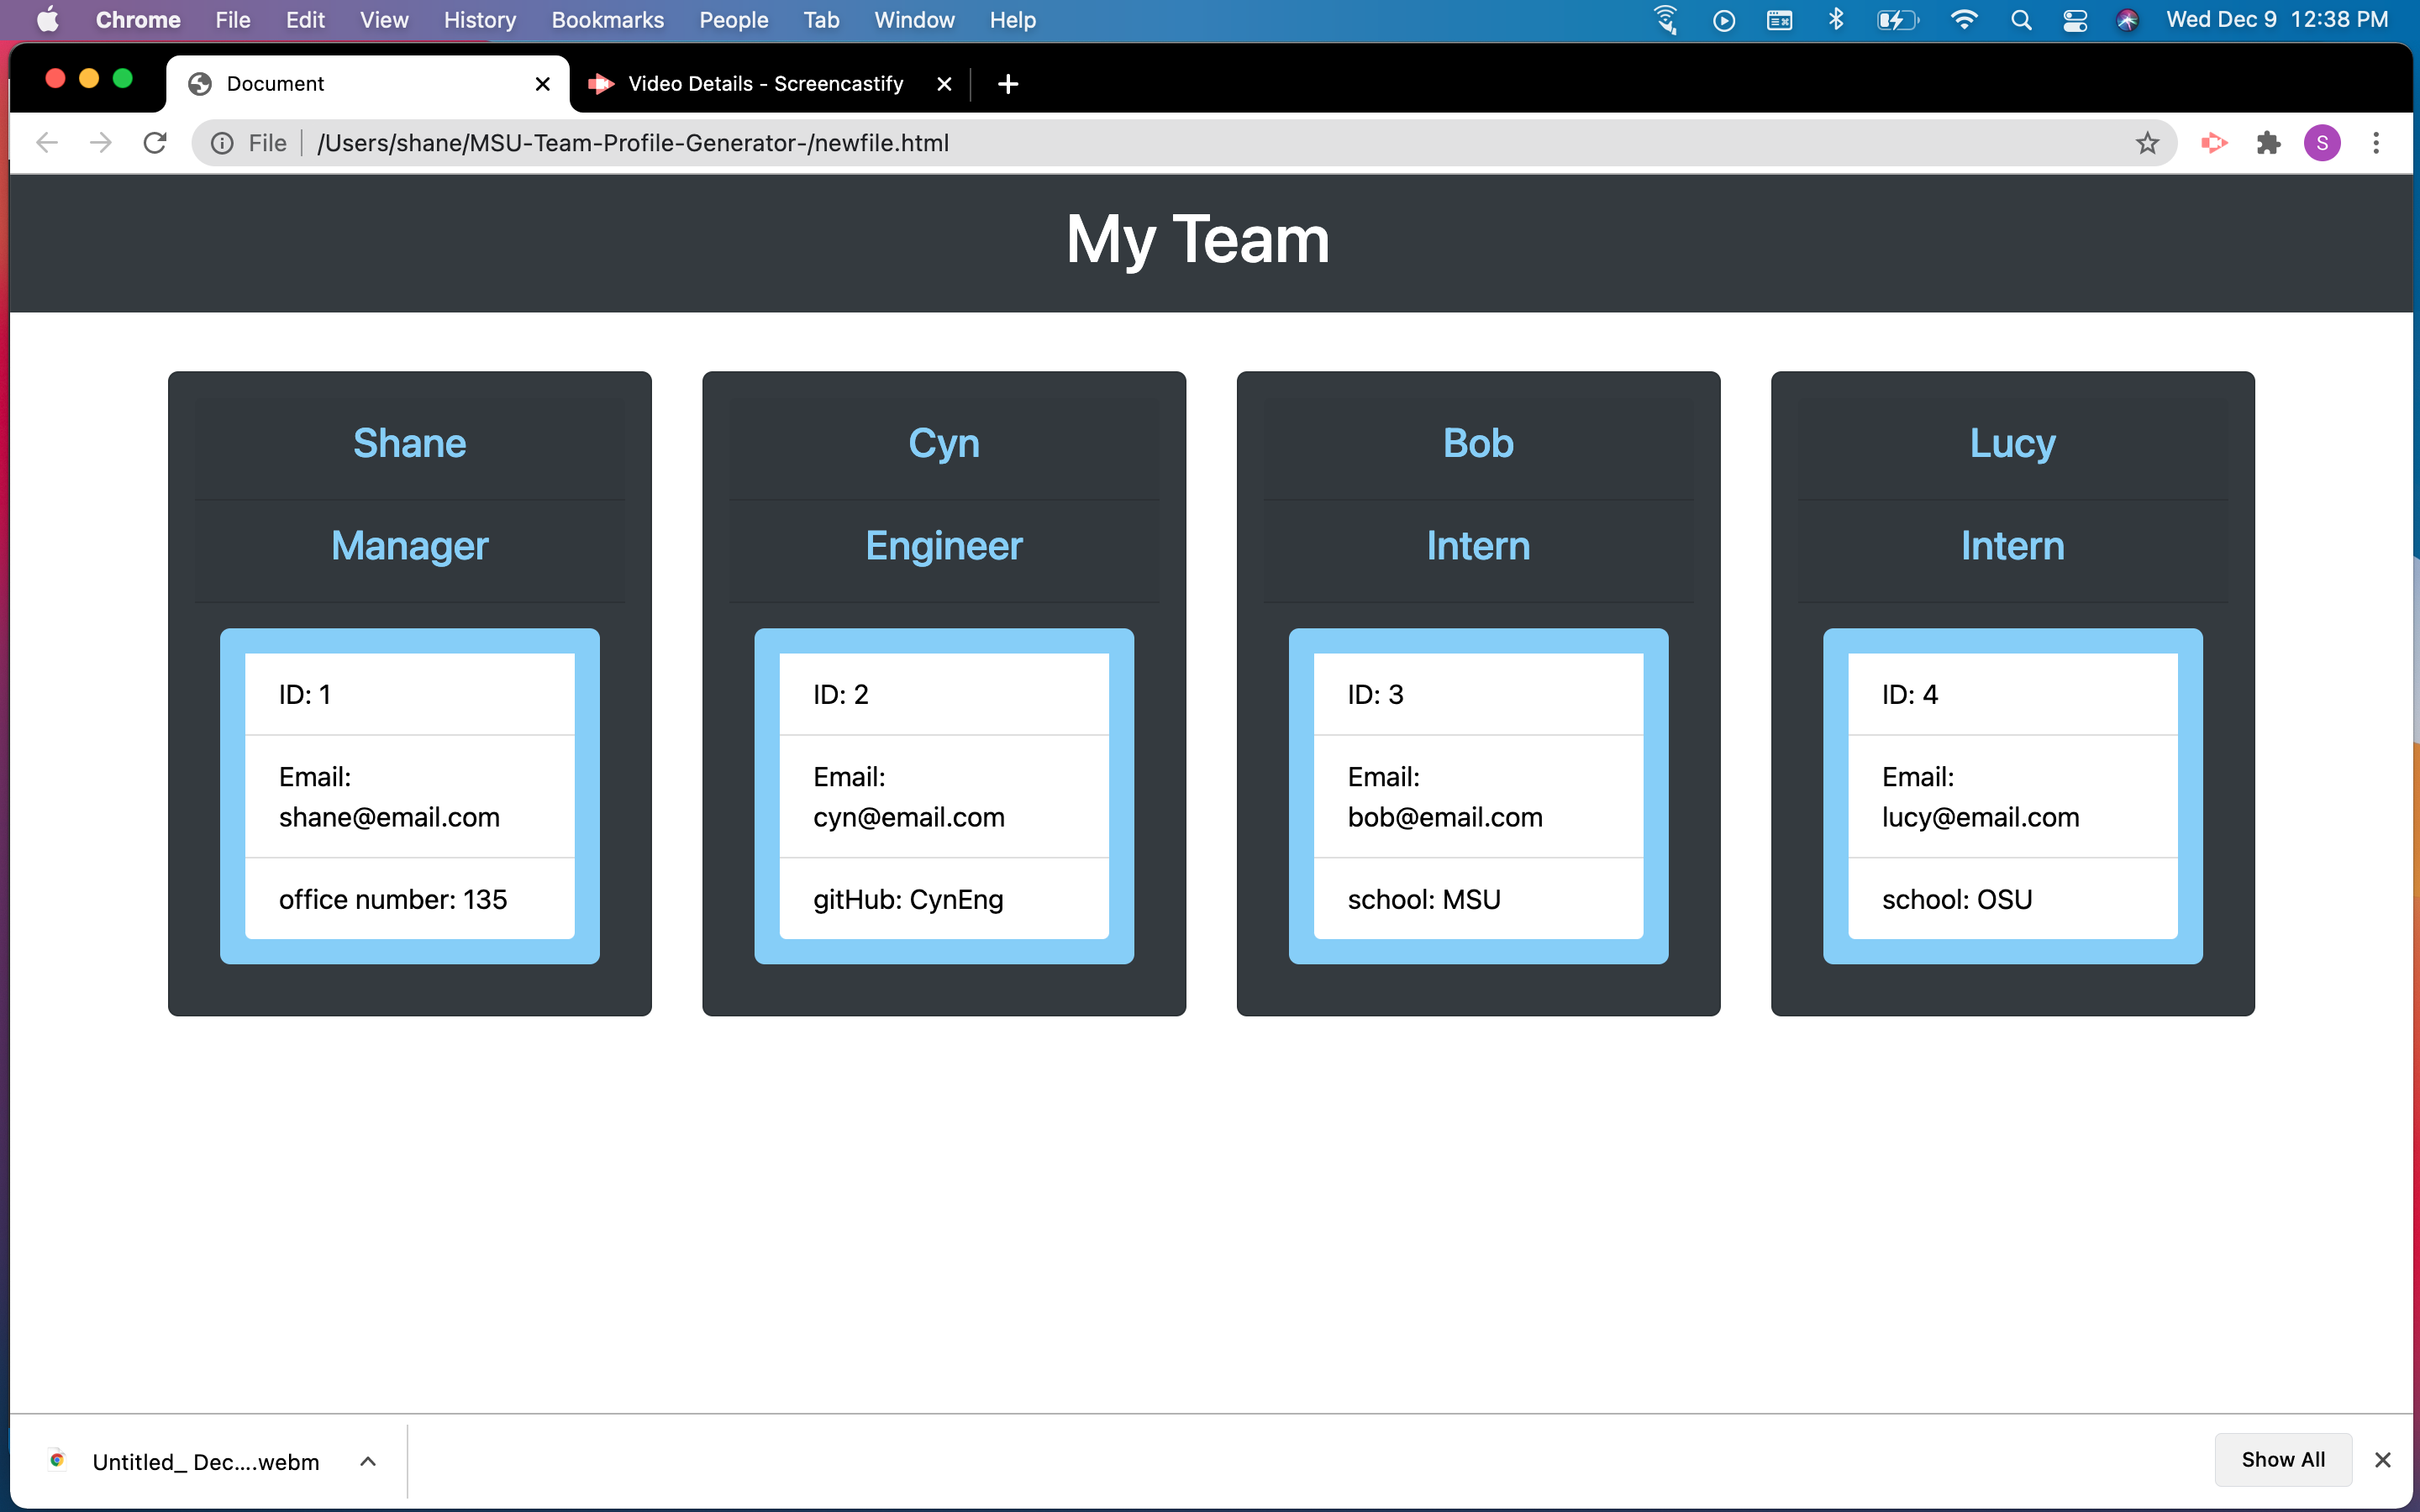 Chrome File Edit View History Bookmarks People Tab Window Help Wed Dec 9 12:38 PM
Document Video Details - Screencastify
File /Users/shane/MSU-Team-Profile-Generator-/newfile.html S
My Team
Shane
Manager
ID: 1
Email:
shane@email.com
office number: 135
Cyn
Engineer
ID: 2
Email:
cyn@email.com
gitHub: CynEng
Bob
Intern
ID: 3
Email:
bob@email.com
school: MSU
Lucy
Intern
ID: 4
Email:
lucy@email.com
school: OSU
Untitled_ Dec....webm Show All